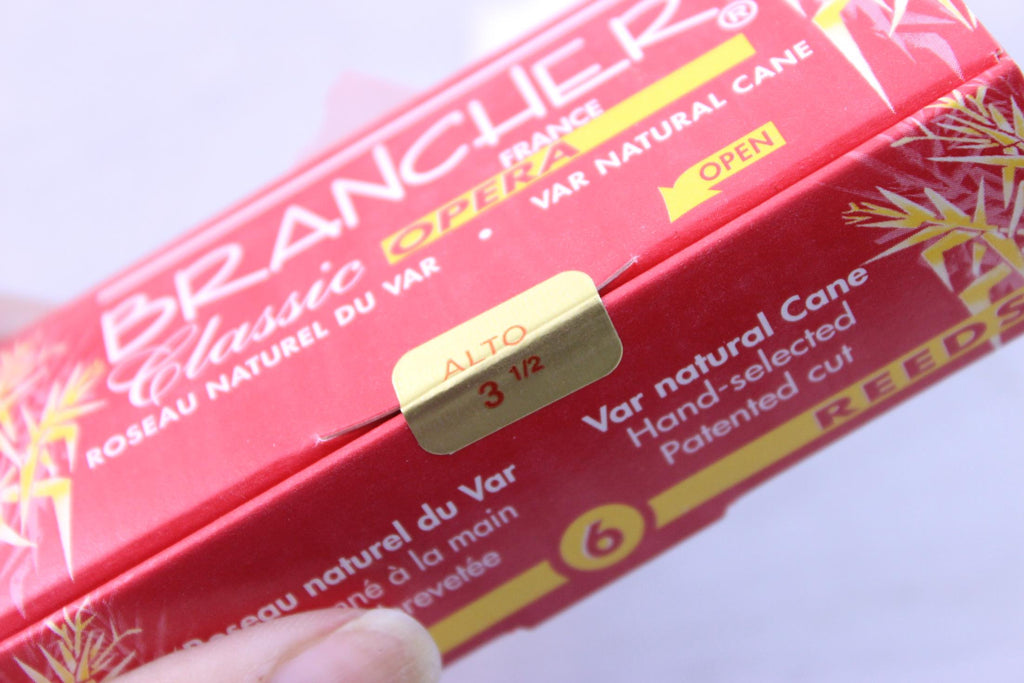 BRANCHER®
FRANCE
Classic OPERA
ROSEAU NATUREL DU VAR
VAR NATURAL CANE
OPEN
ALTO
3 1/2
Var natural Cane
Hand-selected
Patented cut
Roseau naturel du Var
à la main
6 REEDS